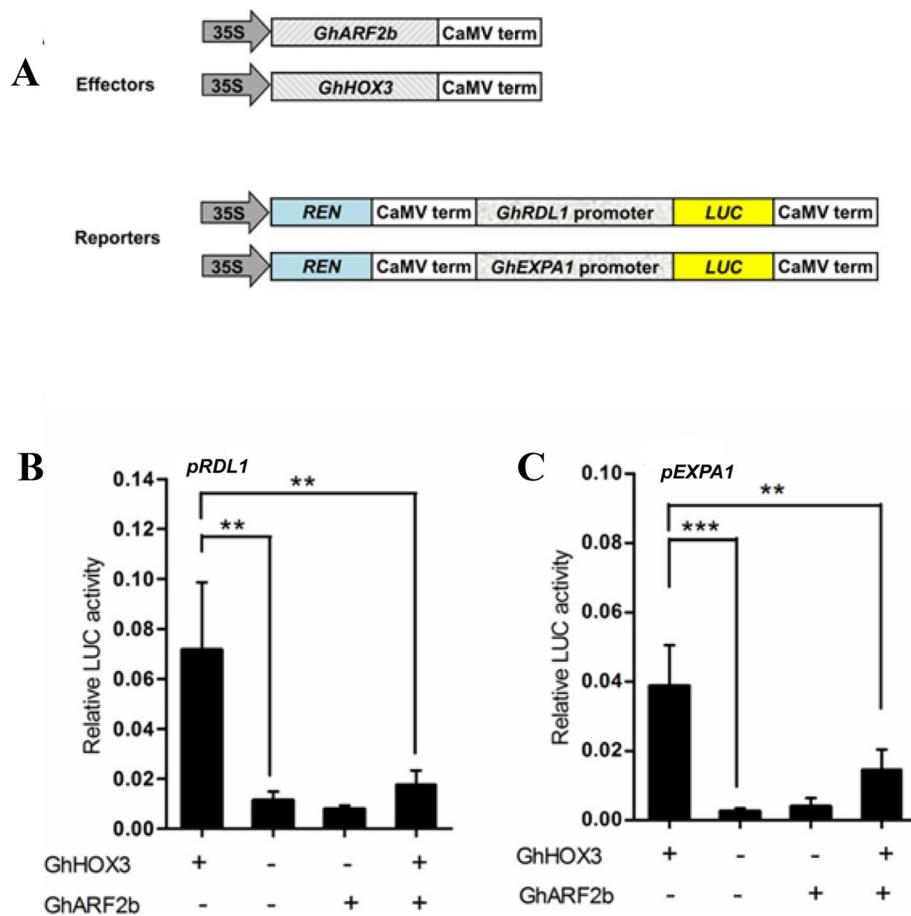 A
Effectors
35S GhARF2b CaMV term
35S GhHOX3 CaMV term
Reporters
35S REN CaMV term GhRDL1 promoter LUC CaMV term
35S REN CaMV term GhEXPA1 promoter LUC CaMV term
B
pRDL1
Relative LUC activity
0.14
0.12
0.10
0.08
0.06
0.04
0.02
0.00
**
**
GhHOX3 + - - +
GhARF2b - - + +
C
pEXPA1
Relative LUC activity
0.10
0.08
0.06
0.04
0.02
0.00
**
***
GhHOX3 + - - +
GhARF2b - - + +